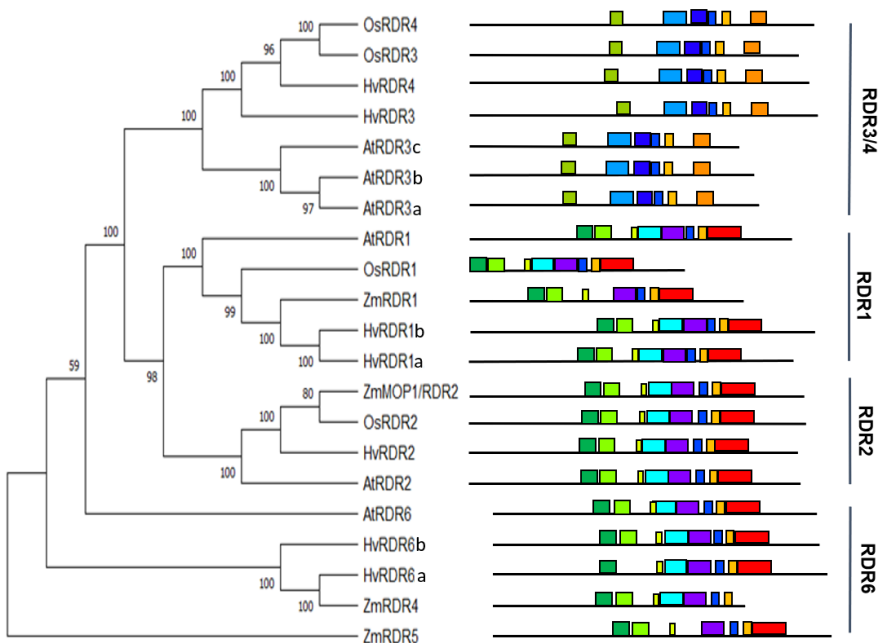 OsRDR4
100
OsRDR3
96
HvRDR4
100
HvRDR3
100
AtRDR3c
AtRDR3b
100
AtRDR3a
97
RDR3/4
100
AtRDR1
100
OsRDR1
ZmRDR1
99
HvRDR1b
100
HvRDR1a
100
RDR1
59
98
ZmMOP1/RDR2
80
OsRDR2
100
HvRDR2
AtRDR2
100
RDR2
AtRDR6
HvRDR6b
HvRDR6a
100
ZmRDR4
100
ZmRDR5
RDR6